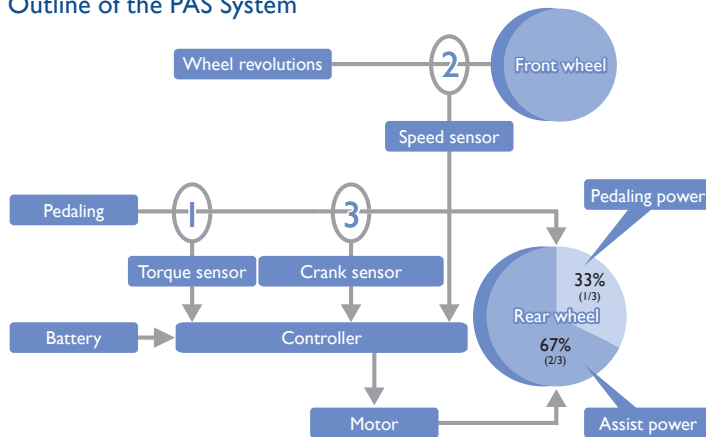 Outline of the PAS System
Wheel revolutions
2
Front wheel
Speed sensor
Pedaling power
Pedaling
1
3
Torque sensor
Crank sensor
33%
(1/3)
Rear wheel
67%
(2/3)
Battery
Controller
Motor
Assist power